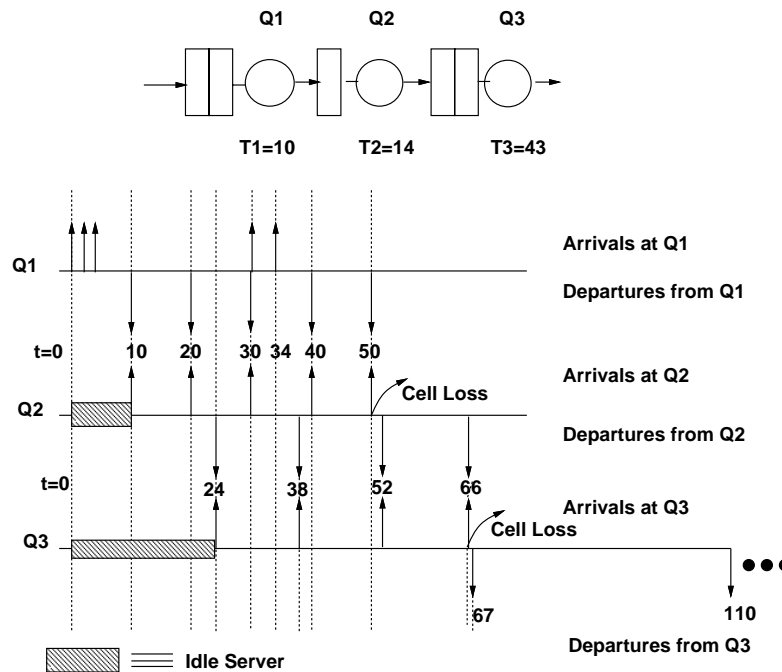 Q1 Q2 Q3
T1=10 T2=14 T3=43
Arrivals at Q1
Q1
Departures from Q1
t=0 10 20 30 34 40 50
Arrivals at Q2
Cell Loss
Q2
Departures from Q2
t=0 24 38 52 66
Arrivals at Q3
Cell Loss
Q3
67 110
Departures from Q3
Idle Server